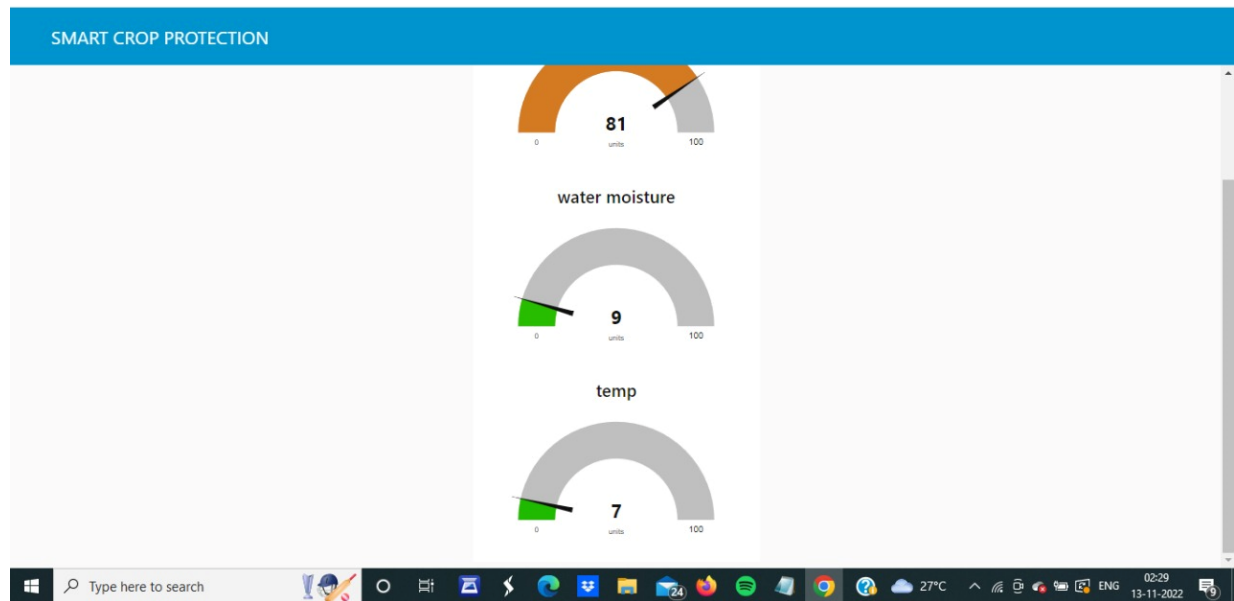 SMART CROP PROTECTION
81
units
0
100
water moisture
9
units
0
100
temp
7
units
0
100
Type here to search
24
27°C
ENG
02:29
13-11-2022
9